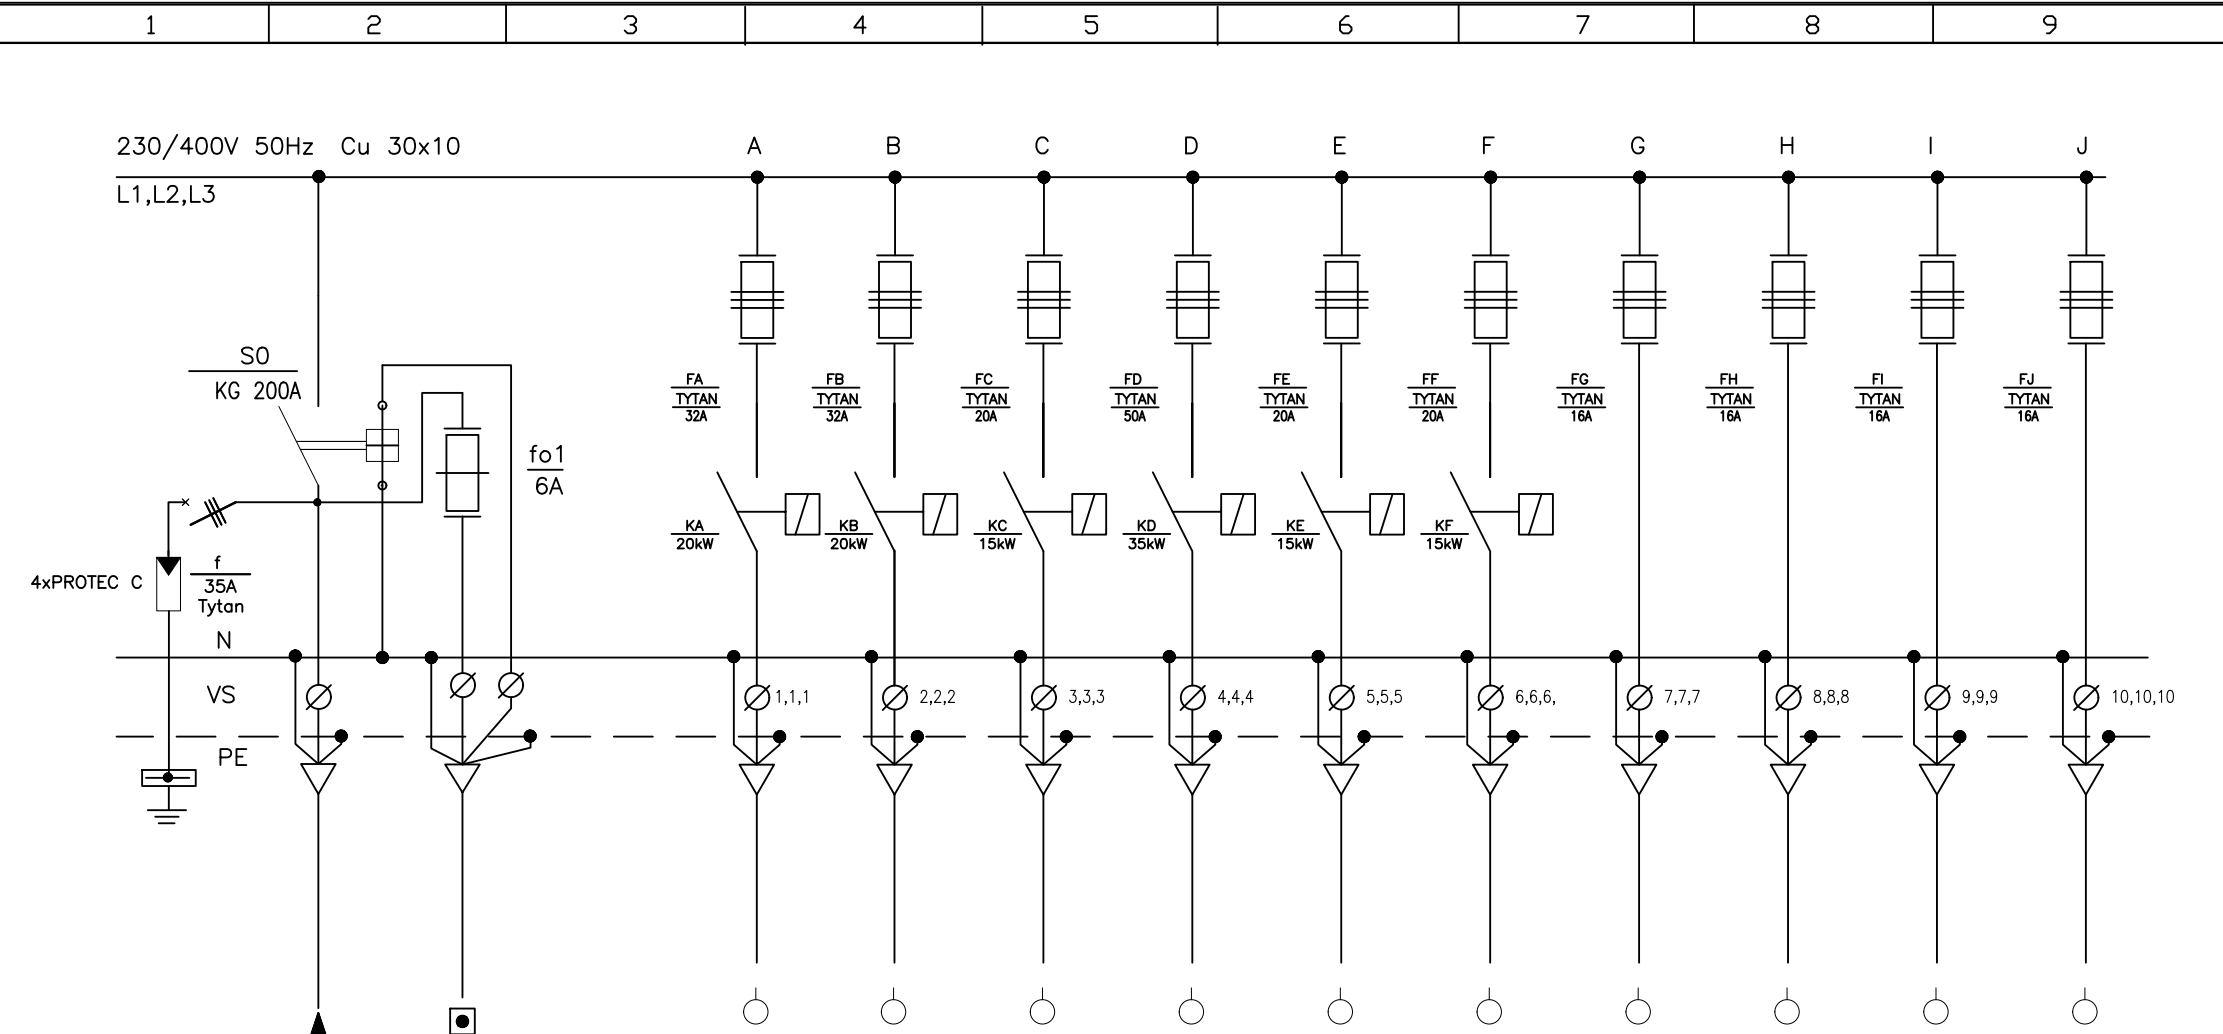 1 2 3 4 5 6 7 8 9
230/400V 50Hz Cu 30x10
A B C D E F G H I J
L1,L2,L3
S0
KG 200A
FA FB FC FD FE FF FG FH FI FJ
TYTAN TYTAN TYTAN TYTAN TYTAN TYTAN TYTAN TYTAN TYTAN TYTAN
32A 32A 20A 50A 20A 20A 16A 16A 16A 16A
fo1
6A
KA KB KC KD KE KF
20kW 20kW 15kW 35kW 15kW 15kW
4xPROTEC C
f
35A
Tytan
N
VS
1,1,1 2,2,2 3,3,3 4,4,4 5,5,5 6,6,6, 7,7,7 8,8,8 9,9,9 10,10,10
PE